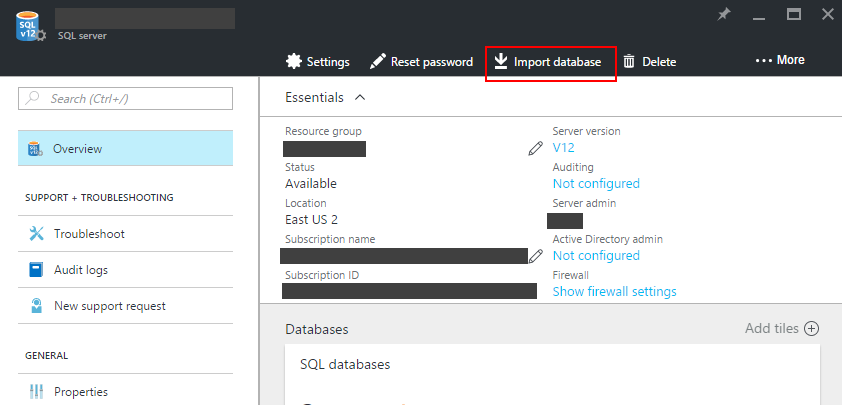 SQL
v12
SQL server
Settings
Reset password
Import database
Delete
••• More
Search (Ctrl+/)
Overview
SUPPORT + TROUBLESHOOTING
Troubleshoot
Audit logs
New support request
GENERAL
Properties
Essentials
Resource group
Status
Available
Location
East US 2
Subscription name
Subscription ID
Server version
V12
Auditing
Not configured
Server admin
Active Directory admin
Not configured
Firewall
Show firewall settings
Databases
Add tiles
SQL databases